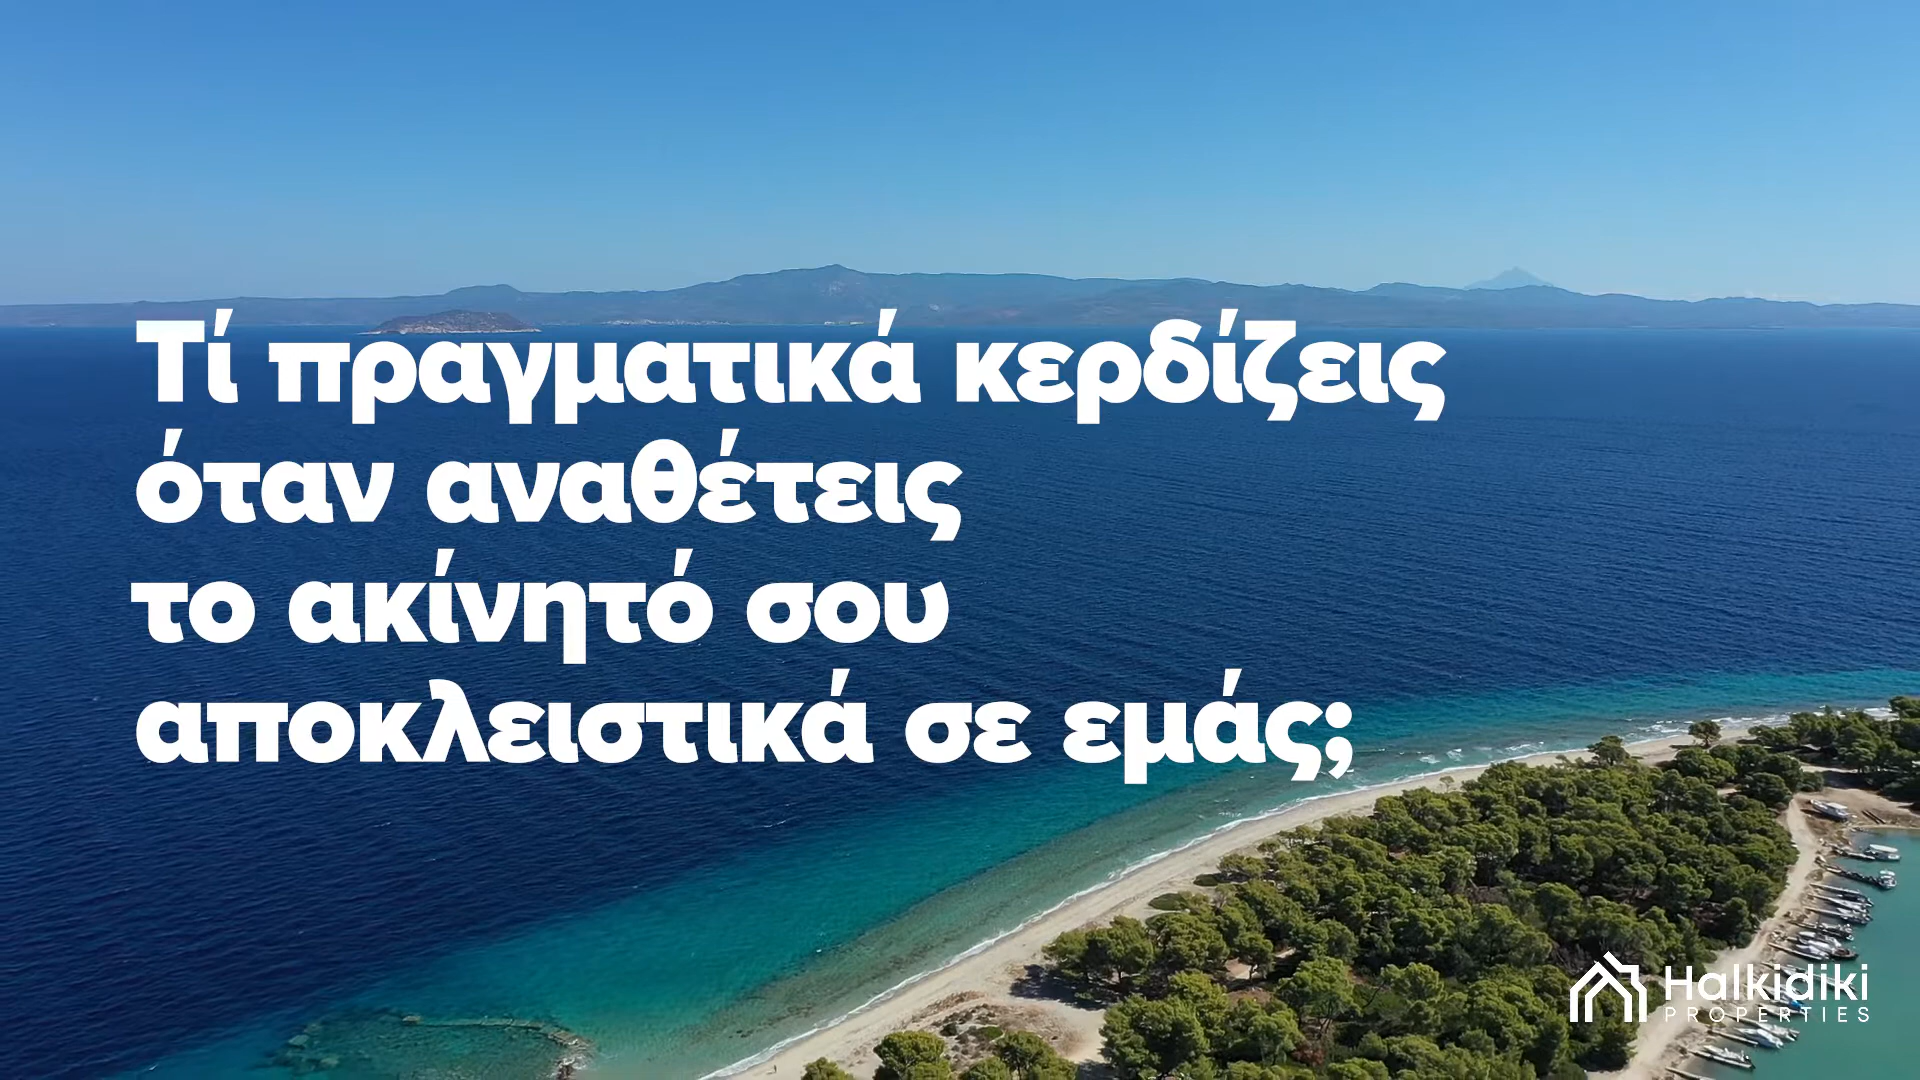 Τί πραγματικά κερδίζεις
όταν αναθέτεις
το ακίνητό σου
αποκλειστικά σε εμάς;
Halkidiki
PROPERTIES